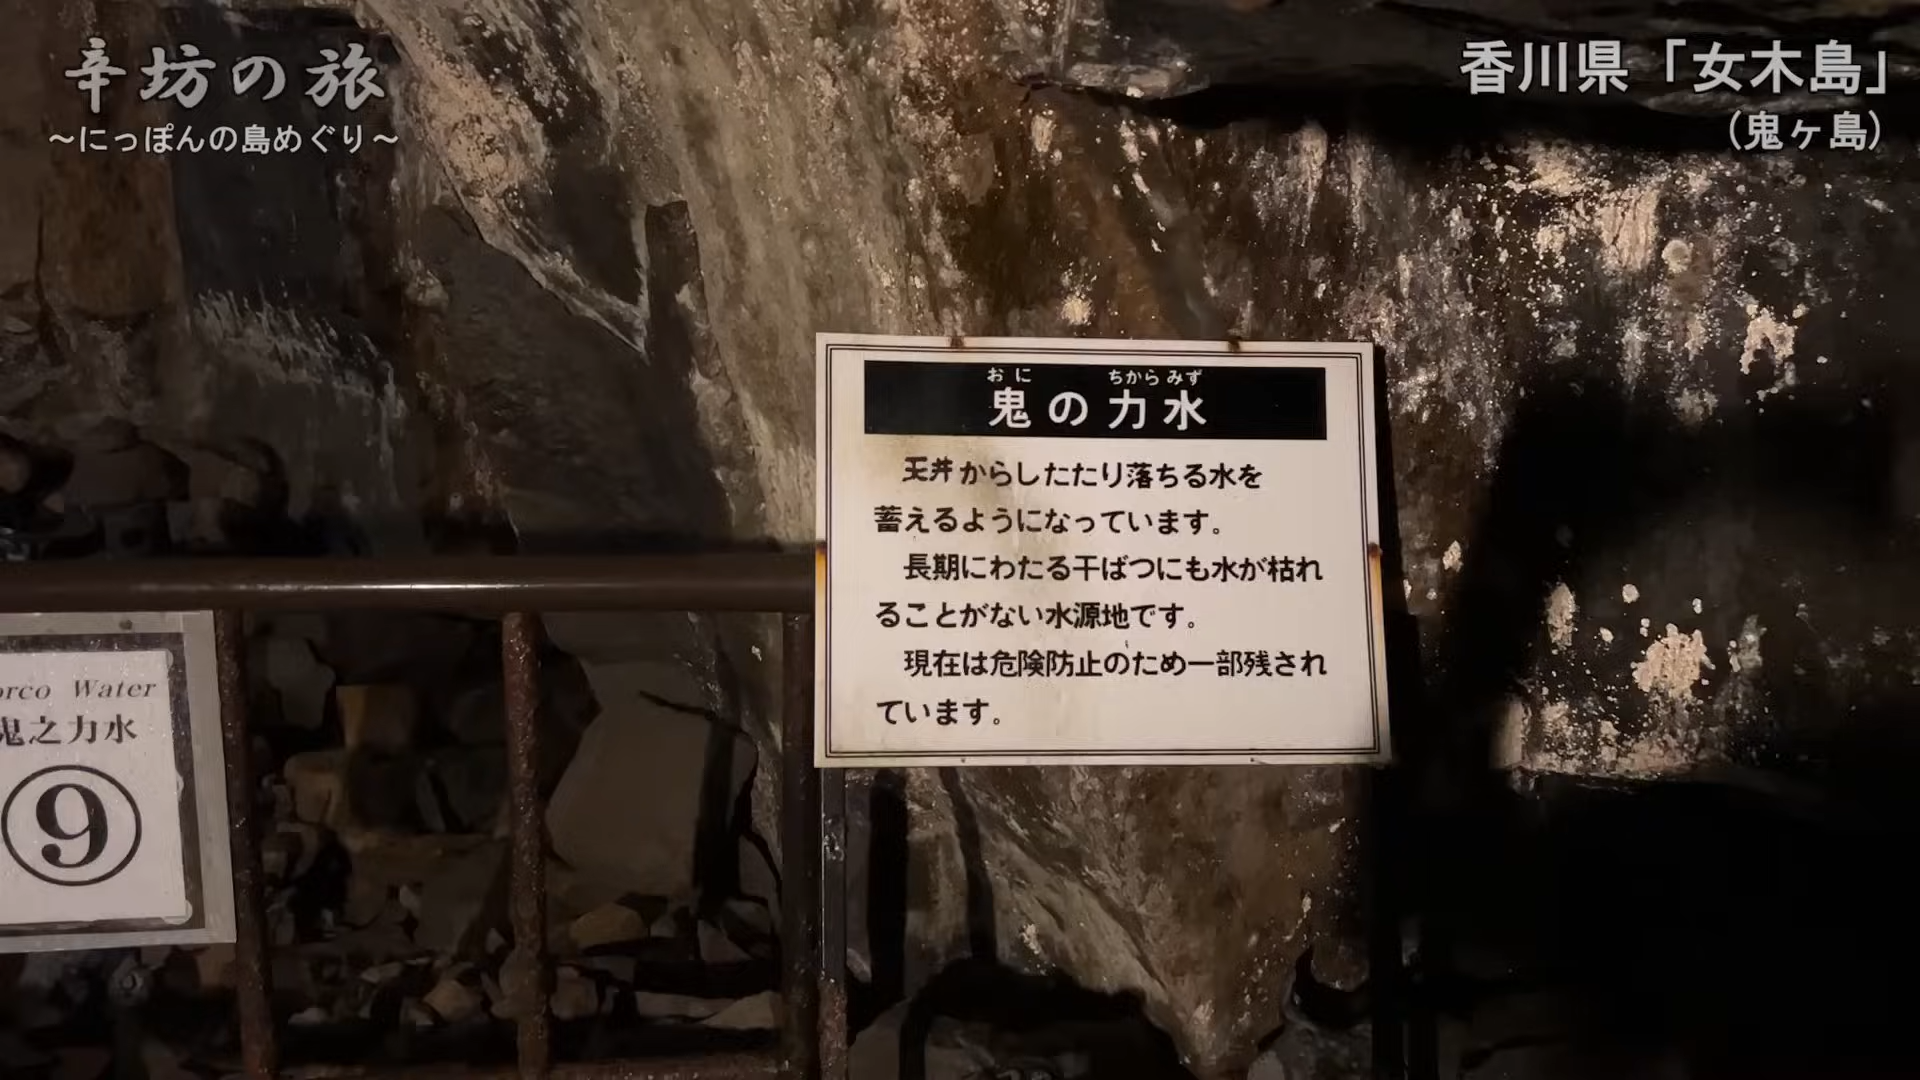 辛坊の旅
～にっぽんの島めぐり～
香川県「女木島」
(鬼ヶ島)
おに ちから みず
鬼の力水
天井からしたたり落ちる水を
蓄えるようになっています。
長期にわたる干ばつにも水が枯れ
ることがない水源地です。
現在は危険防止のため一部残され
ています。
orco Water
鬼之力水
⑨